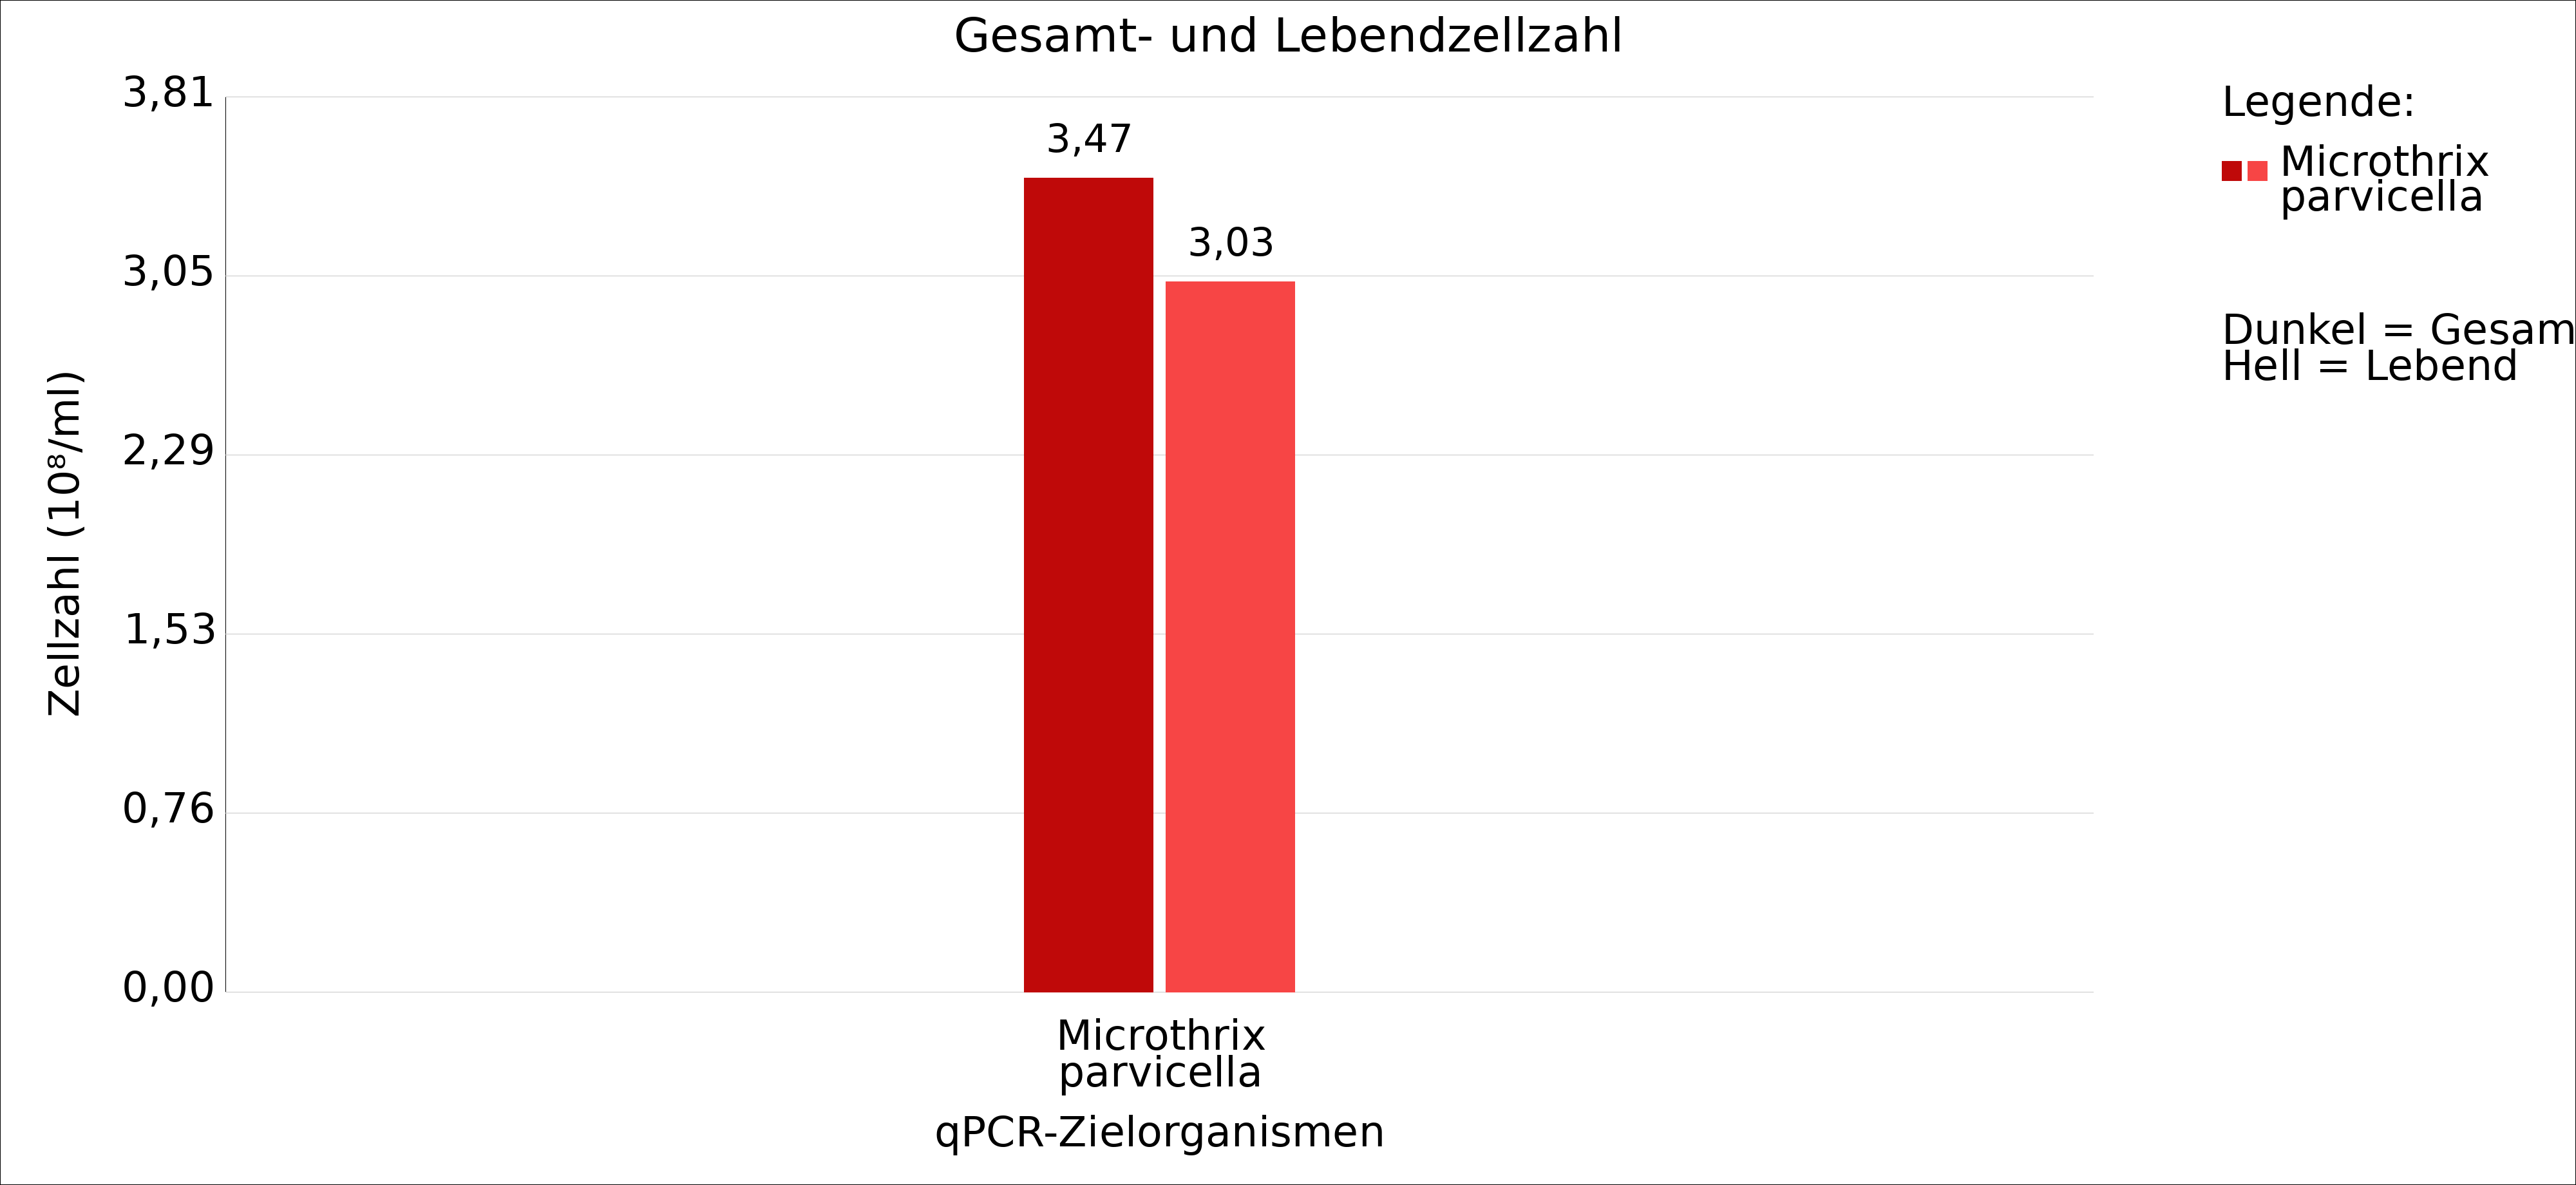 Gesamt- und Lebendzellzahl
3,81
3,05
2,29
1,53
0,76
0,00
Zellzahl (10⁸/ml)
3,47
3,03
Microthrix
parvicella
qPCR-Zielorganismen
Legende:
Microthrix
parvicella
Dunkel = Gesam
Hell = Lebend